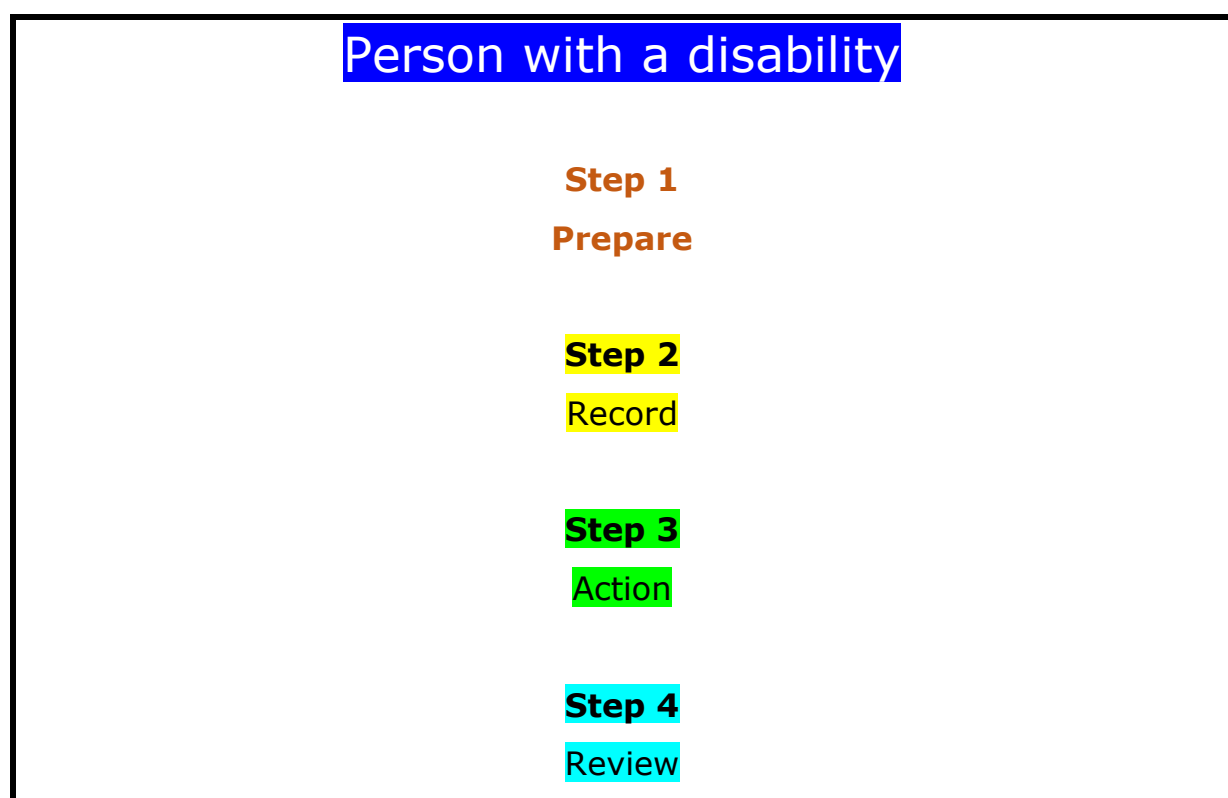 Person with a disability
Step 1
Prepare
Step 2
Record
Step 3
Action
Step 4
Review